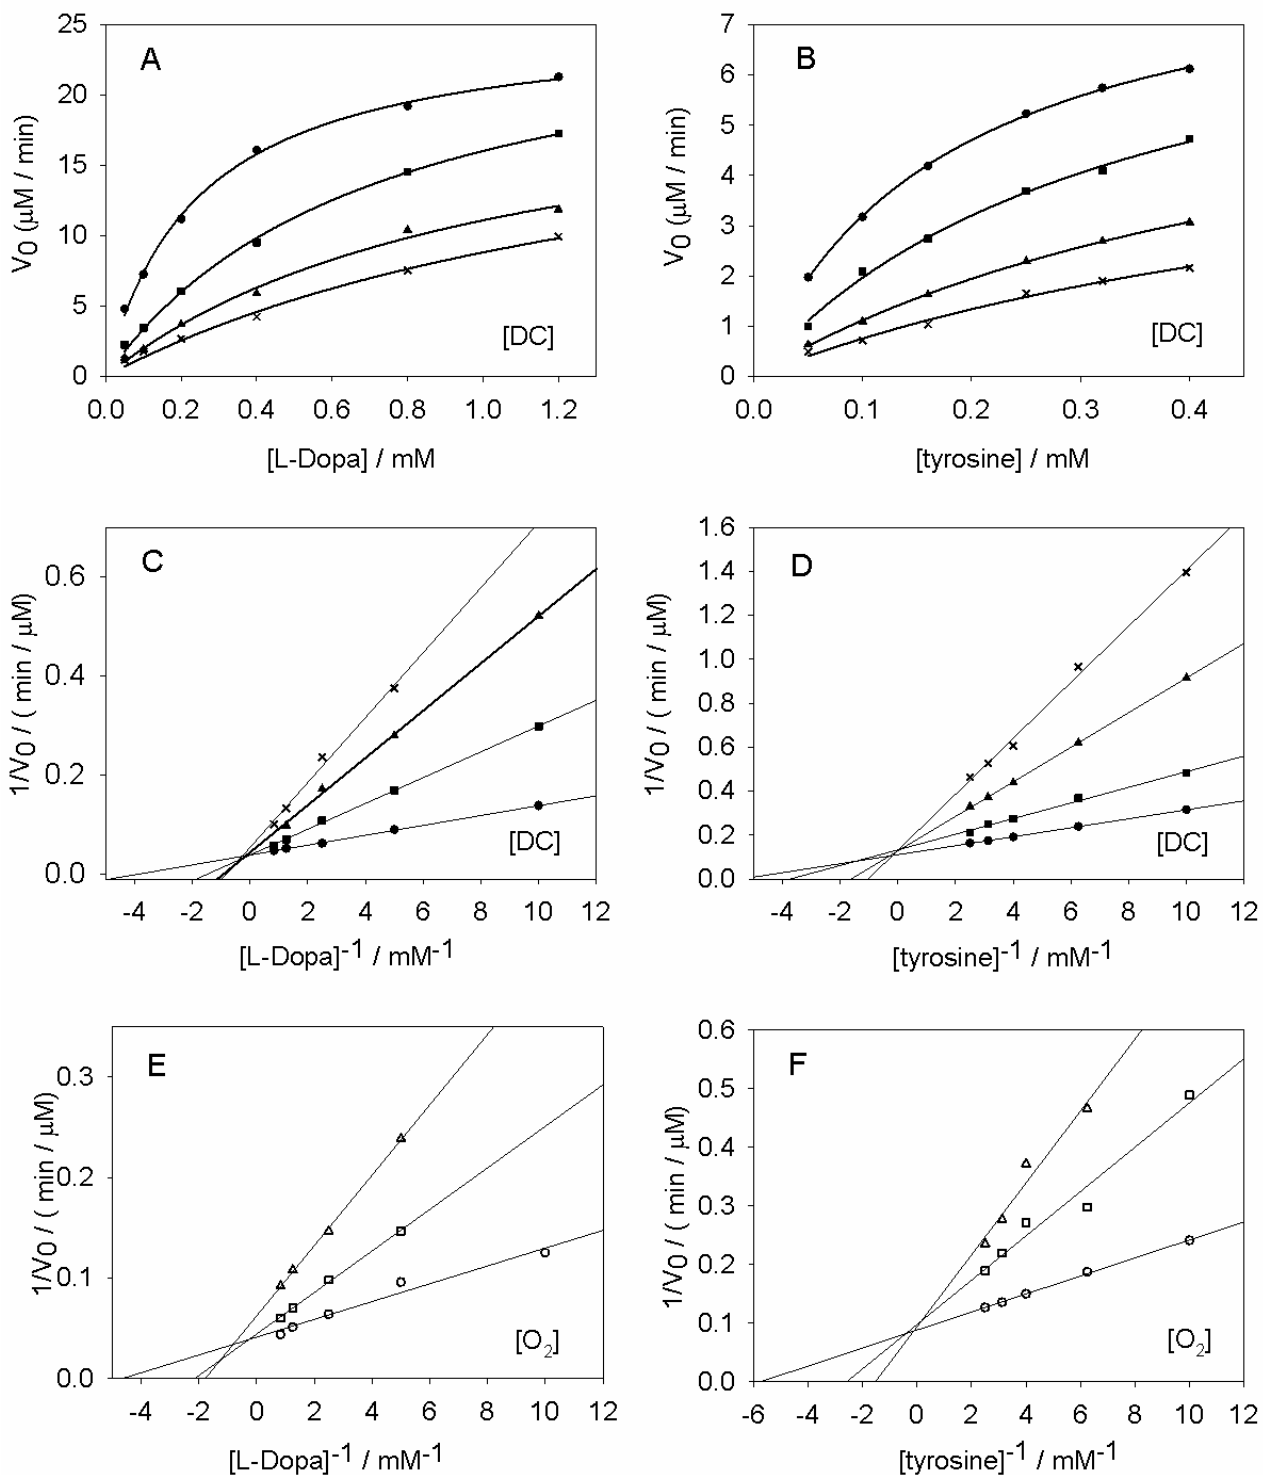 A
25
20
15
10
5
0
V0 (μM / min)
0.0 0.2 0.4 0.6 0.8 1.0 1.2
[L-Dopa] / mM
[DC]
B
7
6
5
4
3
2
1
0
V0 (μM / min)
0.0 0.1 0.2 0.3 0.4
[tyrosine] / mM
[DC]
C
0.6
0.4
0.2
0.0
1/V0 / ( min / μM)
-4 -2 0 2 4 6 8 10 12
[L-Dopa]-1 / mM-1
[DC]
D
1.6
1.4
1.2
1.0
0.8
0.6
0.4
0.2
0.0
1/V0 / ( min / μM)
-4 -2 0 2 4 6 8 10 12
[tyrosine]-1 / mM-1
[DC]
E
0.3
0.2
0.1
0.0
1/V0 / ( min / μM)
-4 -2 0 2 4 6 8 10 12
[L-Dopa]-1 / mM-1
[O2]
F
0.6
0.5
0.4
0.3
0.2
0.1
0.0
1/V0 / ( min / μM)
-6 -4 -2 0 2 4 6 8 10 12
[tyrosine]-1 / mM-1
[O2]